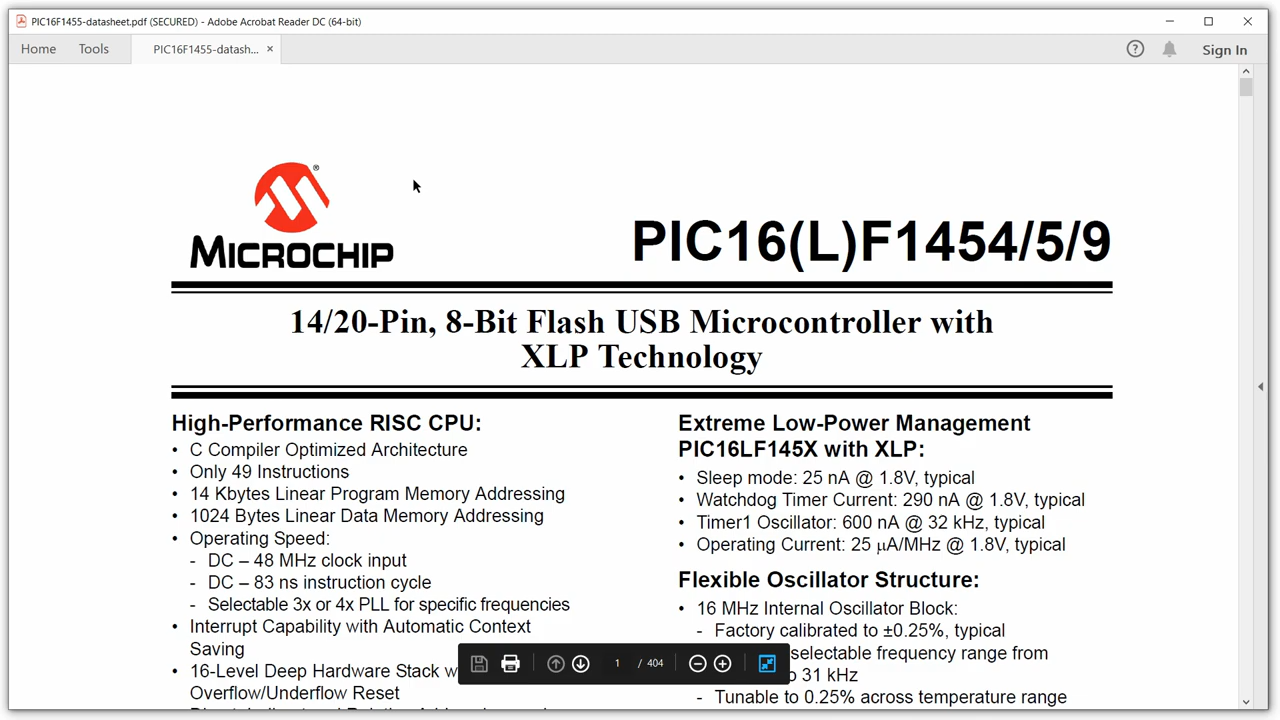 PIC16F1455-datasheet.pdf (SECURED) - Adobe Acrobat Reader DC (64-bit)
Home
Tools
PIC16F1455-datash...
Sign In
MICROCHIP
®
PIC16(L)F1454/5/9
14/20-Pin, 8-Bit Flash USB Microcontroller with
XLP Technology
High-Performance RISC CPU:
• C Compiler Optimized Architecture
• Only 49 Instructions
• 14 Kbytes Linear Program Memory Addressing
• 1024 Bytes Linear Data Memory Addressing
• Operating Speed:
- DC – 48 MHz clock input
- DC – 83 ns instruction cycle
- Selectable 3x or 4x PLL for specific frequencies
• Interrupt Capability with Automatic Context
Saving
• 16-Level Deep Hardware Stack w
Overflow/Underflow Reset
Extreme Low-Power Management
PIC16LF145X with XLP:
• Sleep mode: 25 nA @ 1.8V, typical
• Watchdog Timer Current: 290 nA @ 1.8V, typical
• Timer1 Oscillator: 600 nA @ 32 kHz, typical
• Operating Current: 25 μA/MHz @ 1.8V, typical
Flexible Oscillator Structure:
• 16 MHz Internal Oscillator Block:
- Factory calibrated to ±0.25%, typical
selectable frequency range from
31 kHz
- Tunable to 0.25% across temperature range
1 / 404